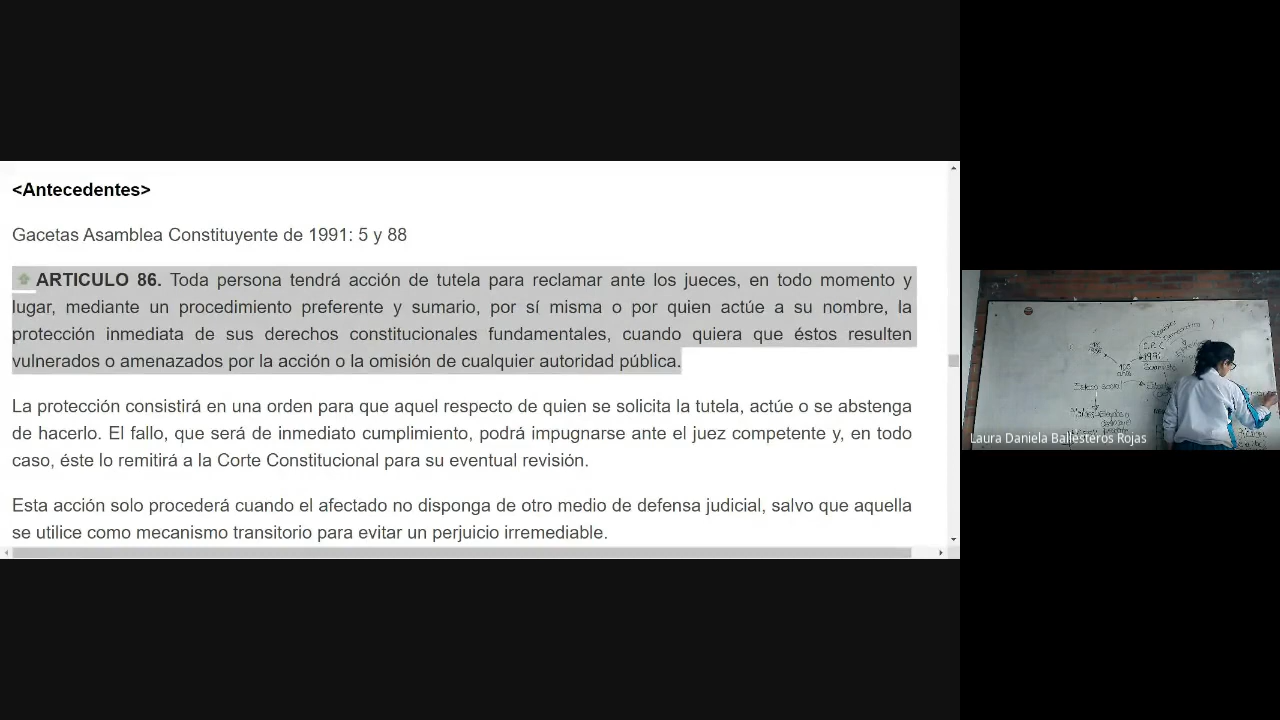 <Antecedentes>
Gacetas Asamblea Constituyente de 1991: 5 y 88
ARTICULO 86. Toda persona tendrá acción de tutela para reclamar ante los jueces, en todo momento y
lugar, mediante un procedimiento preferente y sumario, por sí misma o por quien actúe a su nombre, la
protección inmediata de sus derechos constitucionales fundamentales, cuando quiera que éstos resulten
vulnerados o amenazados por la acción o la omisión de cualquier autoridad pública.
La protección consistirá en una orden para que aquel respecto de quien se solicita la tutela, actúe o se abstenga
de hacerlo. El fallo, que será de inmediato cumplimiento, podrá impugnarse ante el juez competente y, en todo
caso, éste lo remitirá a la Corte Constitucional para su eventual revisión.
Esta acción solo procederá cuando el afectado no disponga de otro medio de defensa judicial, salvo que aquella
se utilice como mecanismo transitorio para evitar un perjuicio irremediable.
1991
100
años
Laura Daniela Ballesteros Rojas